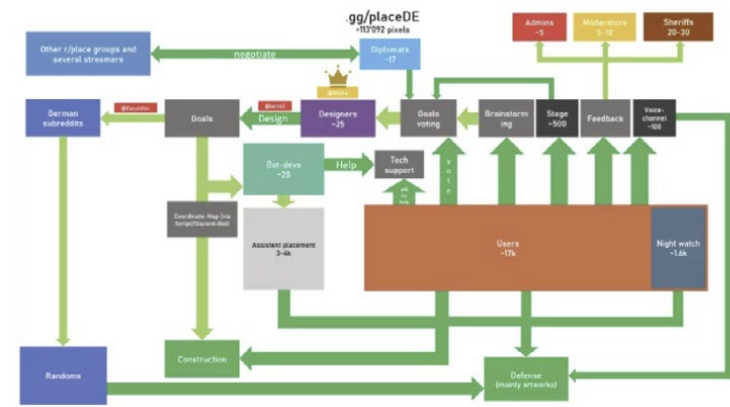 .gg/placeDE
~113'092 pixels
Admins
~5
Moderators
5-10
Sheriffs
20-30
Other r/place groups and
several streamers
negotiate
Diplomats
~17
German
subreddits
Goals
Design
Designers
~25
Goals
voting
Brainstorm
ing
Stage
~500
Feedback
Voice-
channel
~100
Bot-devs
~20
Help
Tech
support
vote
Coordinate-Map (via
Script/Discord-Bot)
Assistent placement
3-4k
Users
~17k
Night watch
~1.6k
Randoms
Construction
Defense
(mainly artworks)